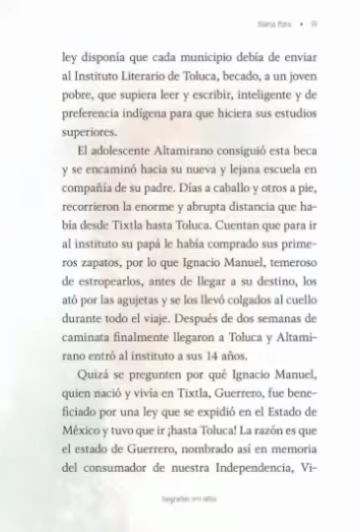 ley disponía que cada municipio debía de enviar
al Instituto Literario de Toluca, becado, a un joven
pobre, que supiera leer y escribir, inteligente y de
preferencia indígena para que hiciera sus estudios
superiores.
El adolescente Altamirano consiguió esta beca
y se encaminó hacia su nueva y lejana escuela en
compañía de su padre. Días a caballo y otros a pie,
recorrieron la enorme y abrupta distancia que ha-
bía desde Tixtla hasta Toluca. Cuentan que para ir
al instituto su papá le había comprado sus prime-
ros zapatos, por lo que Ignacio Manuel, temeroso
de estropearlos, antes de llegar a su destino, los
ató por las agujetas y se los llevó colgados al cuello
durante todo el viaje. Después de dos semanas de
caminata finalmente llegaron a Toluca y Altami-
rano entró al instituto a sus 14 años.
Quizá se pregunten por qué Ignacio Manuel,
quien nació y vivía en Tixtla, Guerrero, fue bene-
ficiado por una ley que se expidió en el Estado de
México y tuvo que ir ¡hasta Toluca! La razón es que
el estado de Guerrero, nombrado así en memoria
del consumador de nuestra Independencia, Vi-